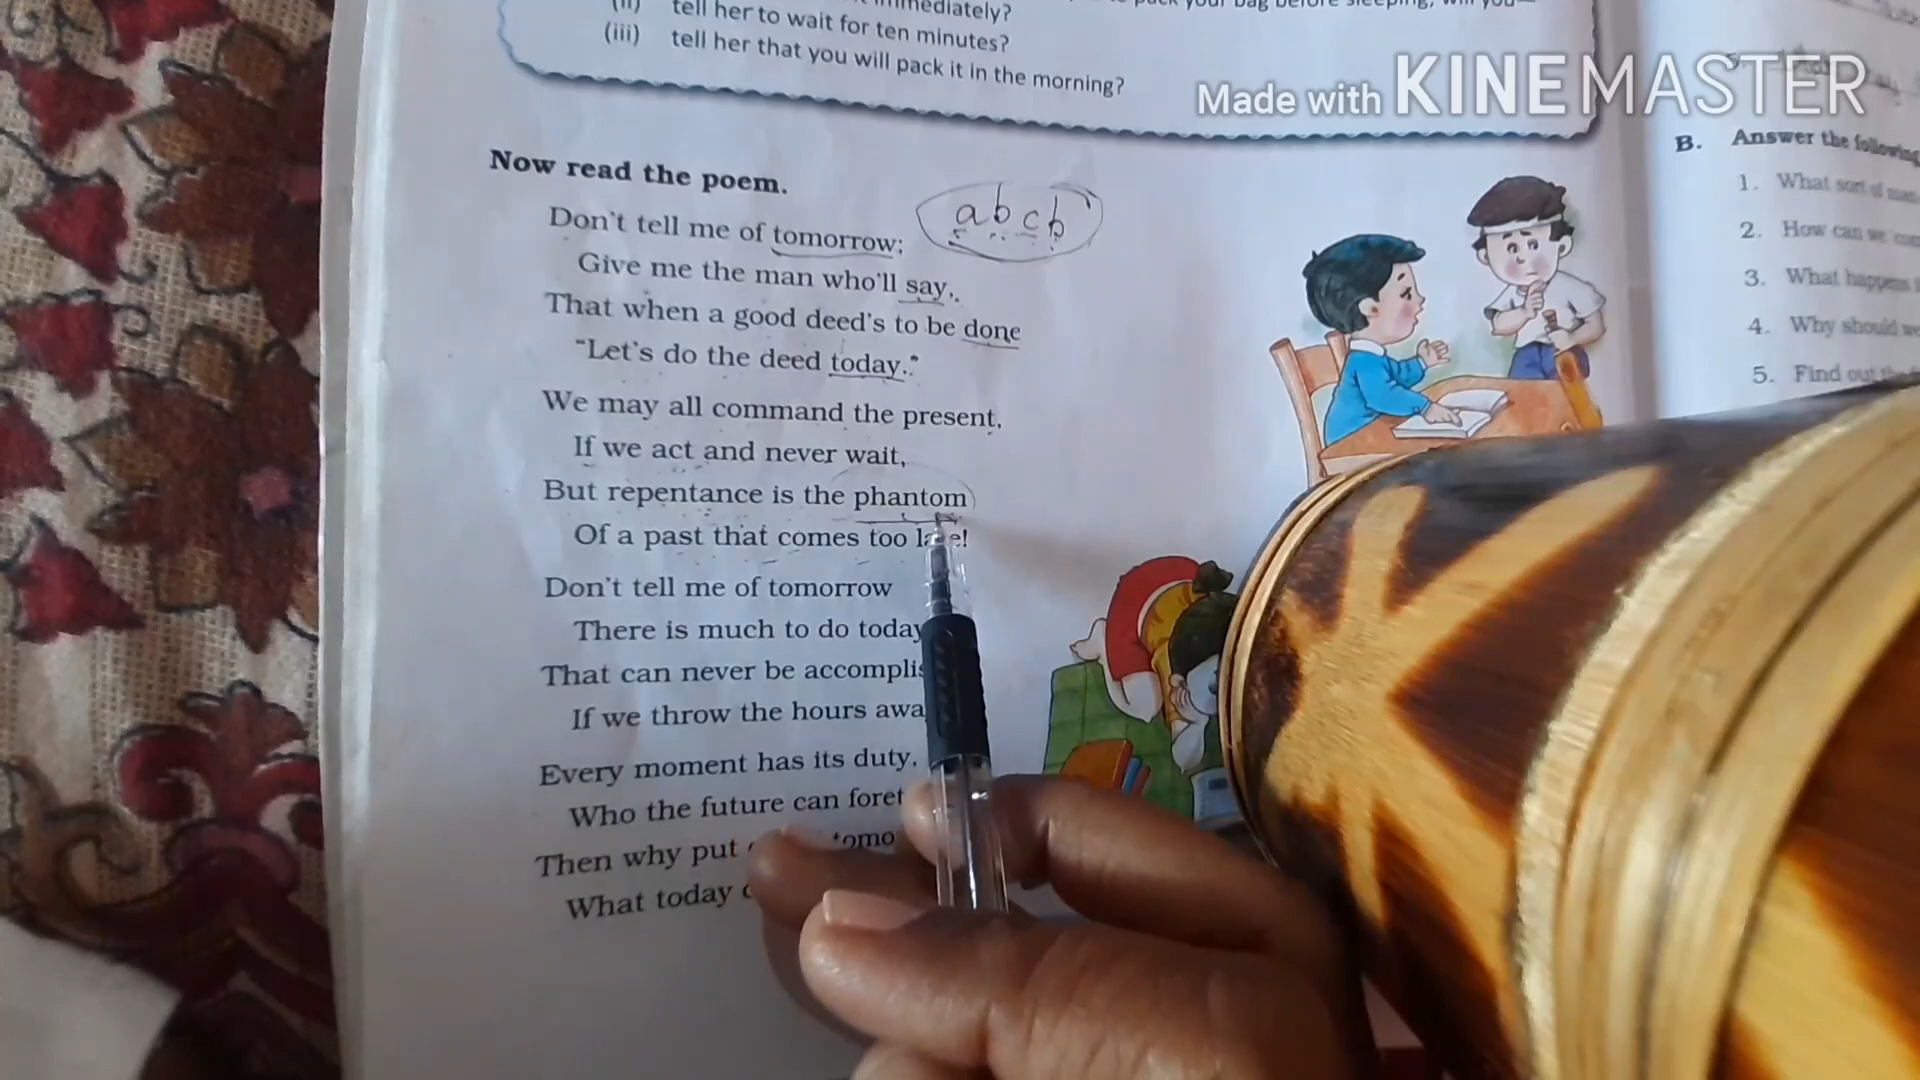 immediately?
(ii) tell her to wait for ten minutes?
(iii) tell her that you will pack it in the morning?
Made with KINEMASTER
Now read the poem.
abcb
Don't tell me of tomorrow;
Give me the man who'll say,
That when a good deed's to be done
"Let's do the deed today."
We may all command the present,
If we act and never wait,
But repentance is the phantom
Of a past that comes too late!
Don't tell me of tomorrow
There is much to do today
That can never be
If we throw the hours
Every moment has its duty.
Who the future can
Then why put
What today
B. Answer the following
1. What sort of
2. How can we
3. What happens
4. Why should we
5. Find out